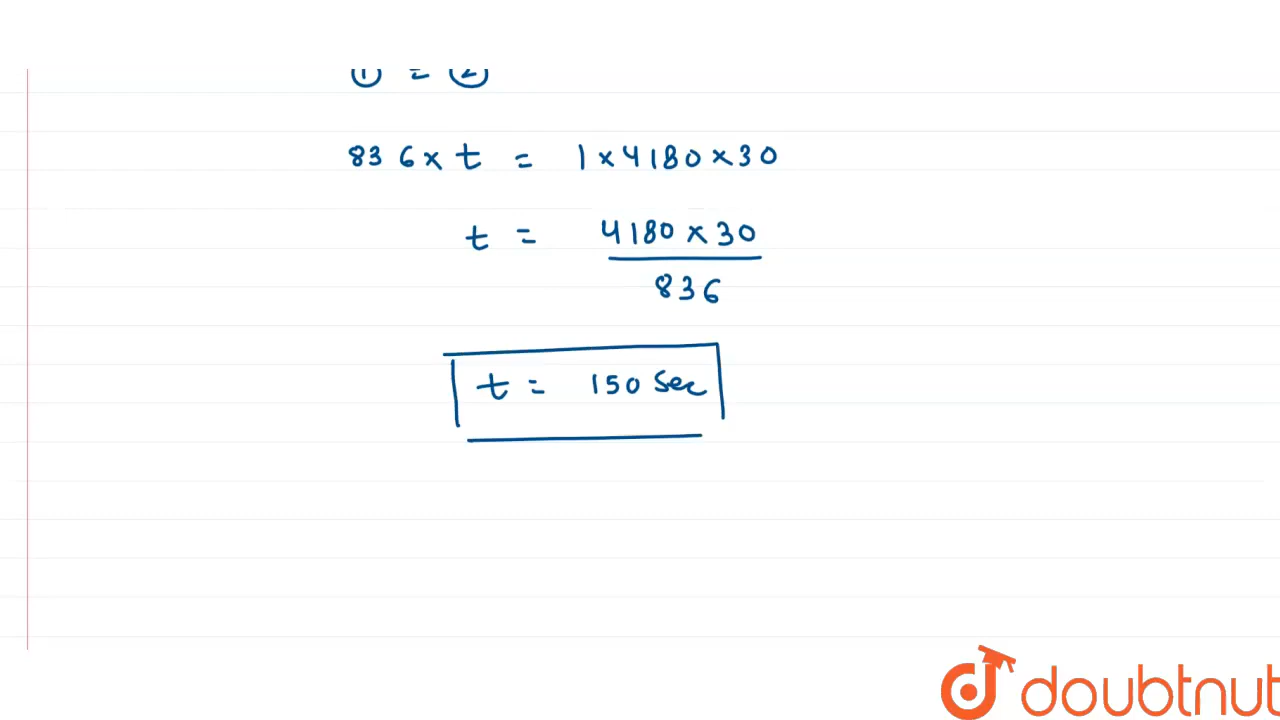 ① = ②
836 × t = 1 × 4180 × 30
t = 4180 × 30
836
t = 150 Sec
doubtnut